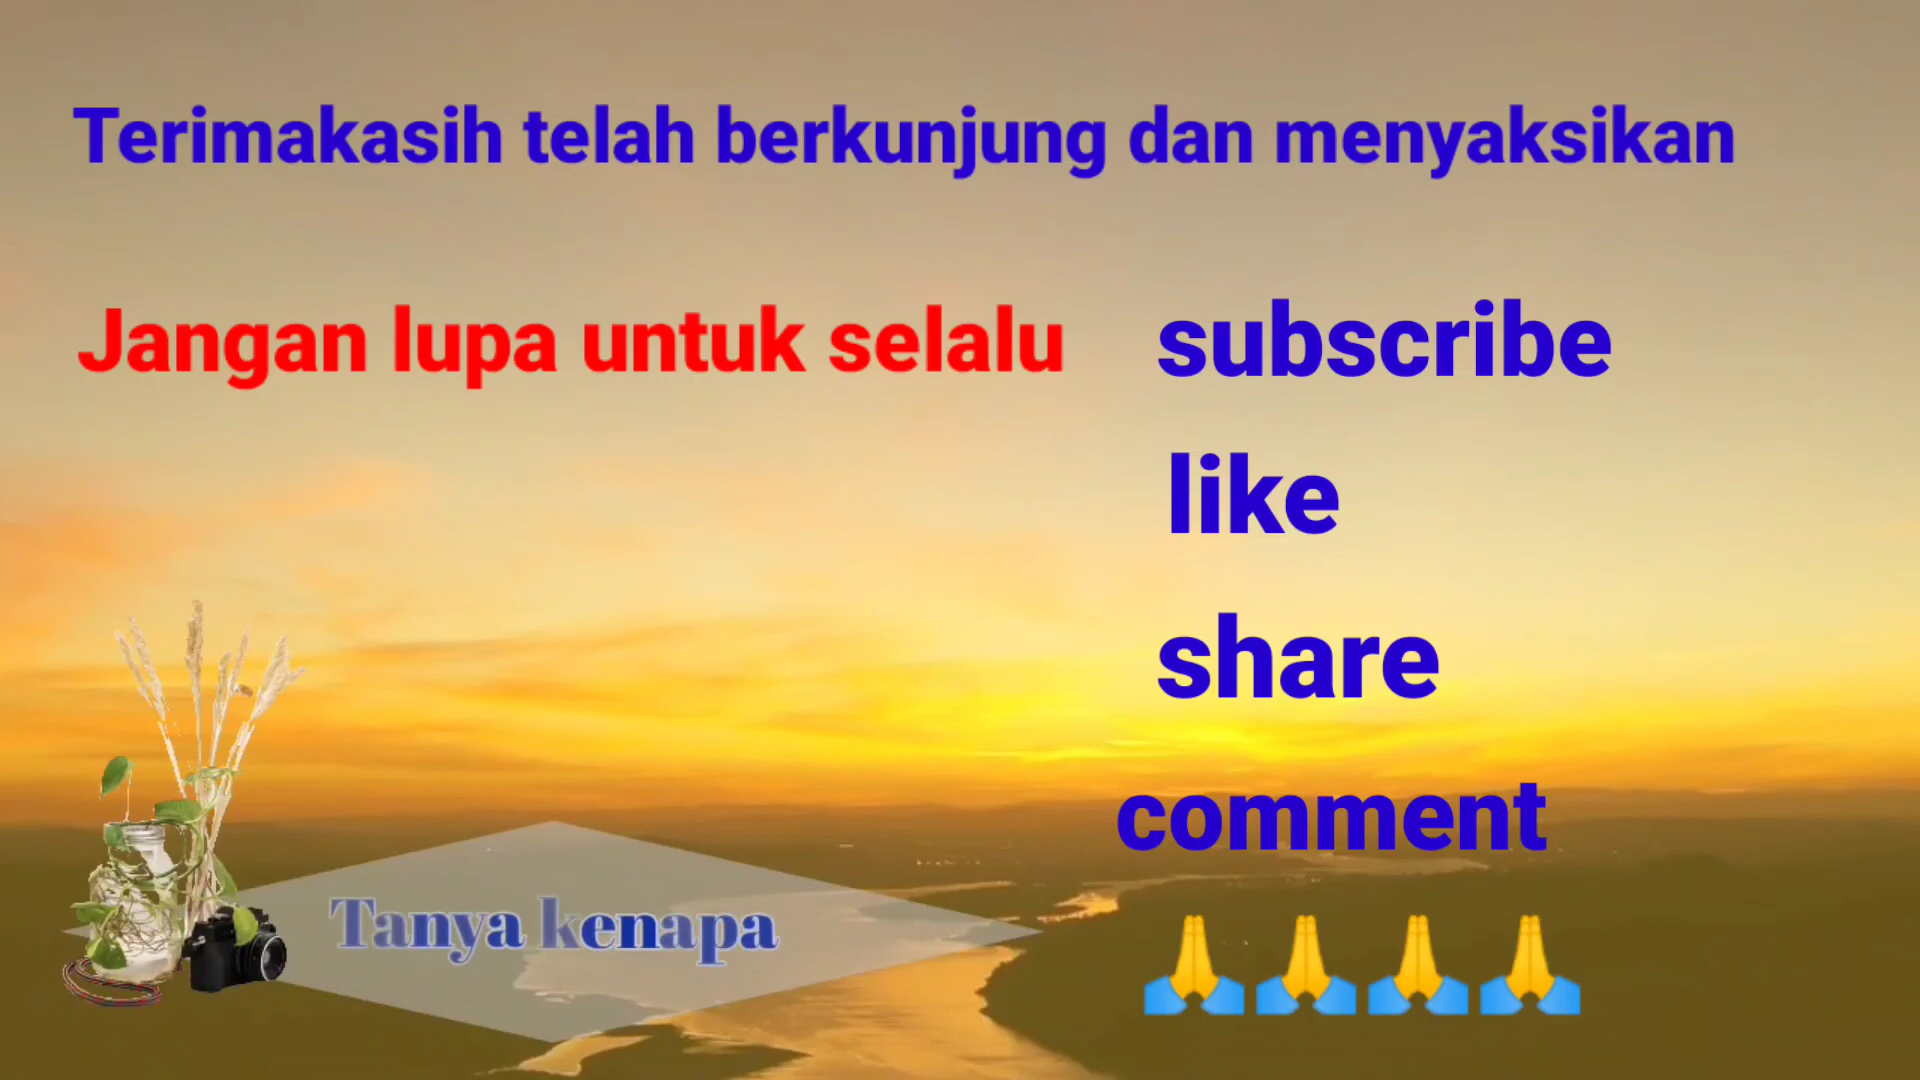 Terimakasih telah berkunjung dan menyaksikan
Jangan lupa untuk selalu subscribe
like
share
comment
🙏🙏🙏🙏
Tanya kenapa